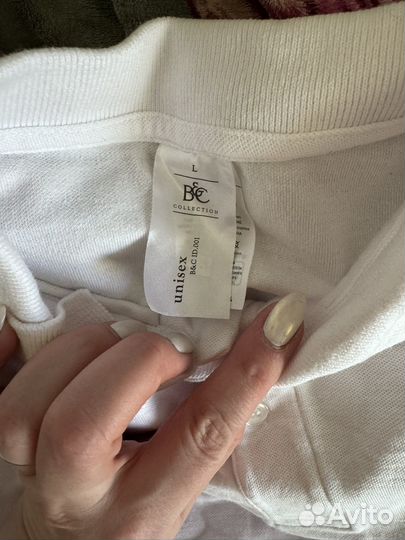 L
B&C
COLLECTION
unisex
B&C ID.001
Avito